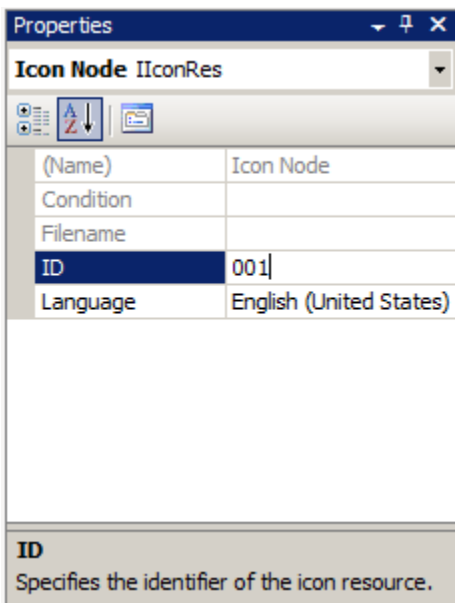 Properties
Icon Node IIconRes
(Name) Icon Node
Condition
Filename
ID 001
Language English (United States)
ID
Specifies the identifier of the icon resource.